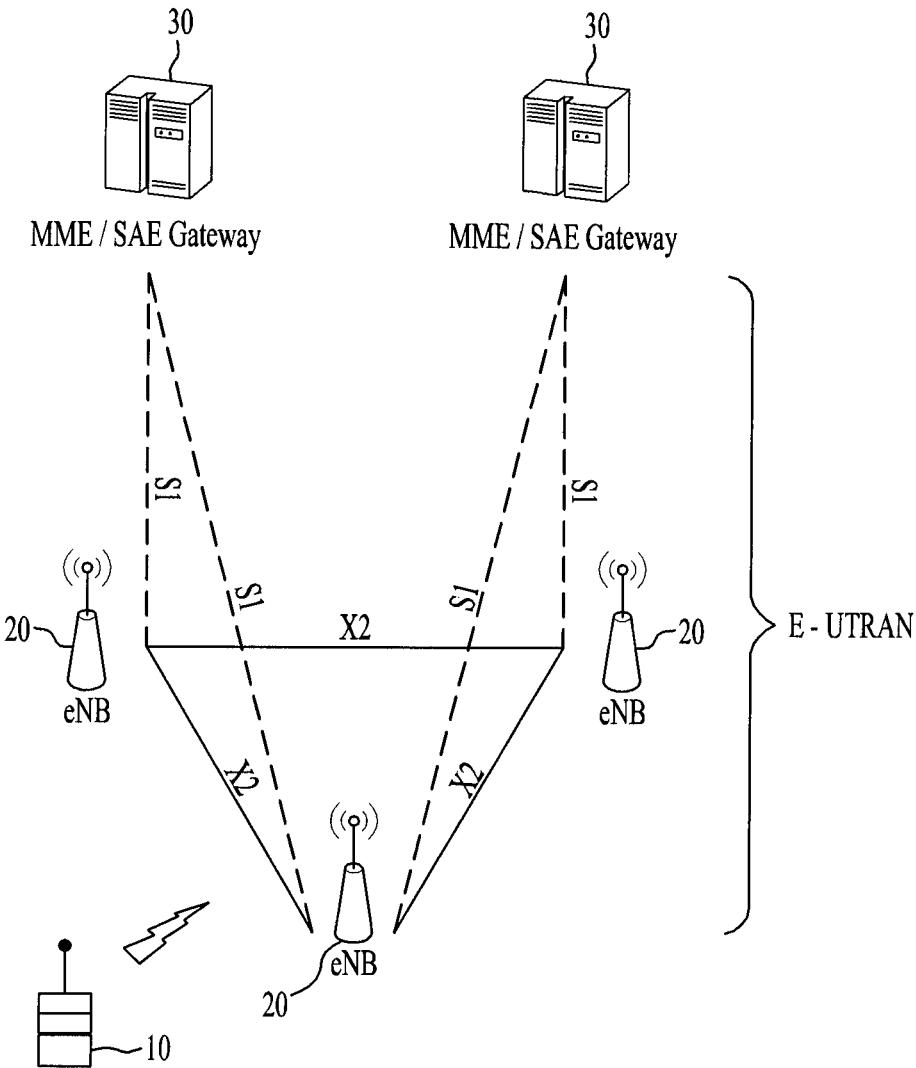 30
30
MME / SAE Gateway
MME / SAE Gateway
S1
S1
S1
S1
20
X2
20
E - UTRAN
eNB
eNB
X2
X2
eNB
20
10